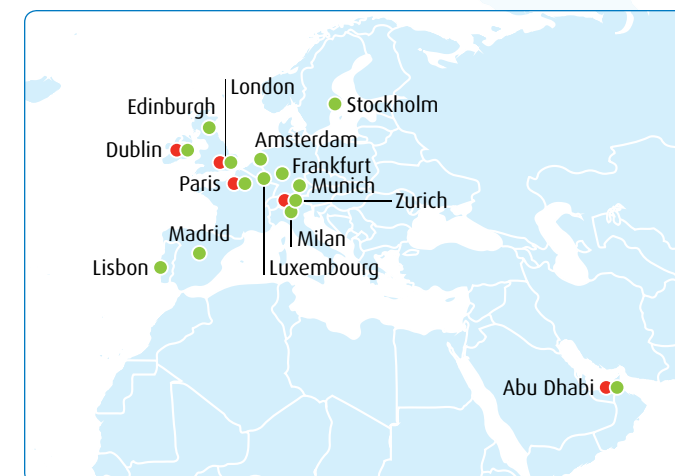 London
Edinburgh
Stockholm
Dublin
Amsterdam
Frankfurt
Paris
Munich
Zurich
Madrid
Milan
Lisbon
Luxembourg
Abu Dhabi